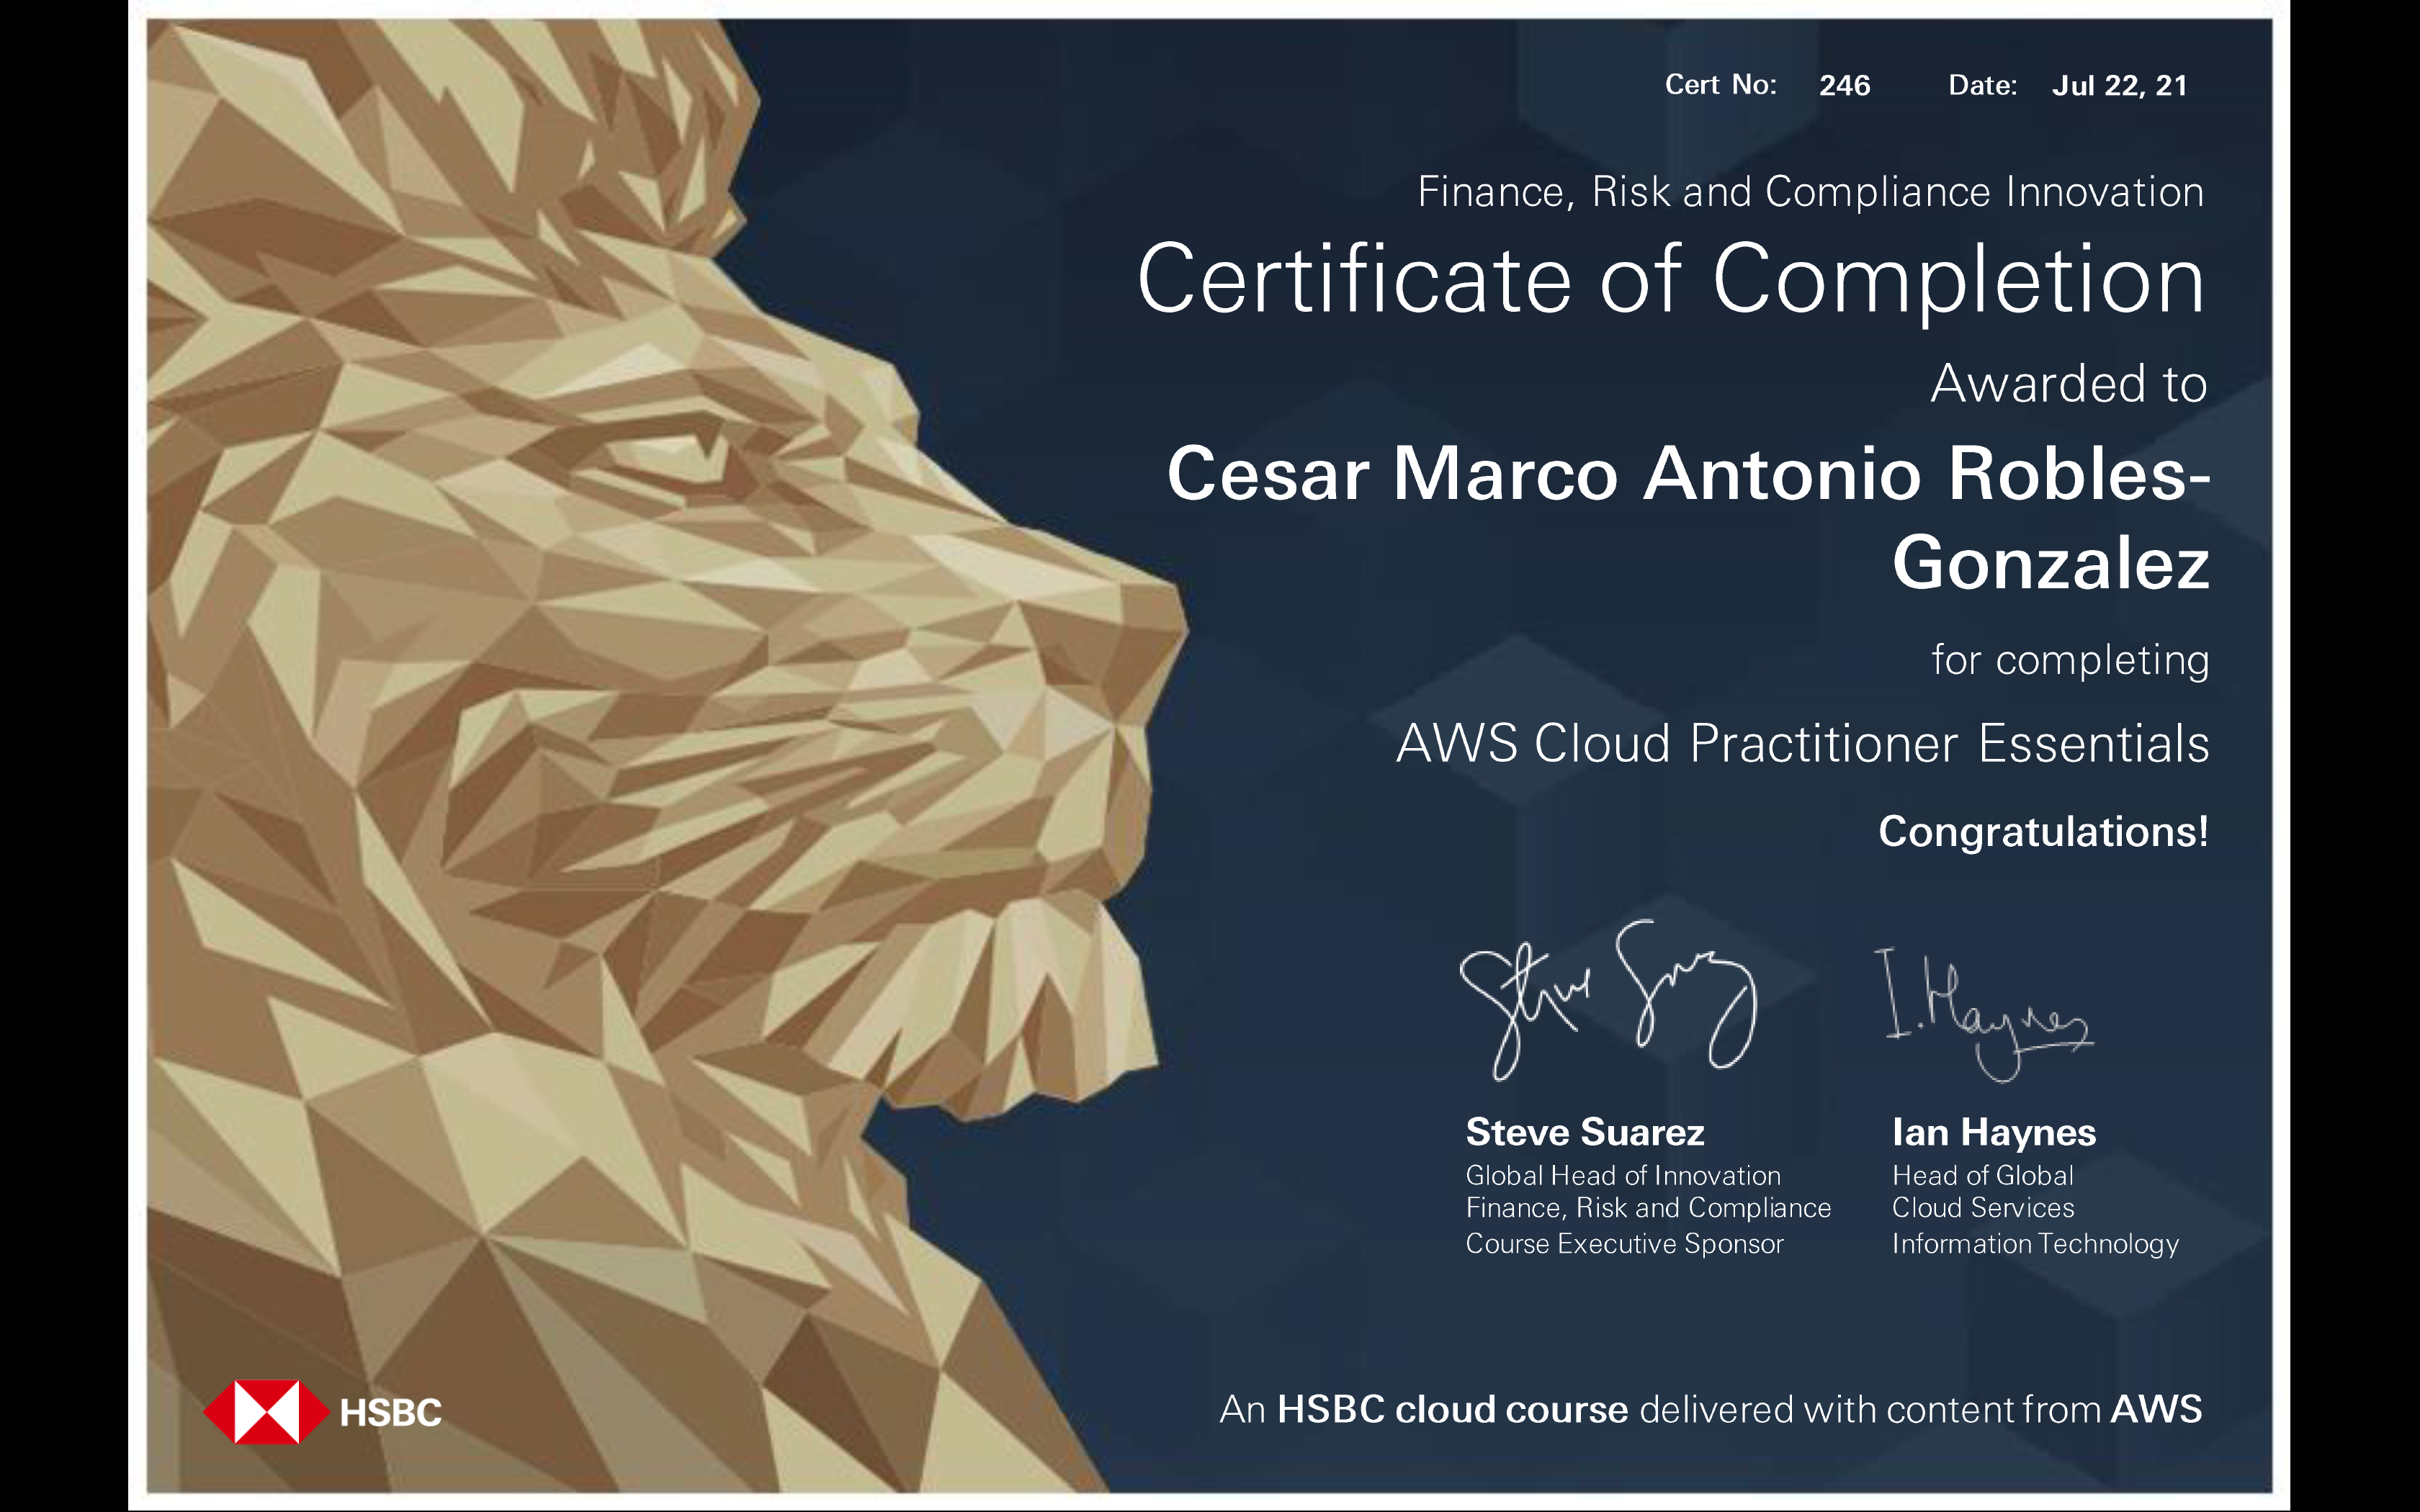 Cert No: 246 Date: Jul 22, 21
Finance, Risk and Compliance Innovation
Certificate of Completion
Awarded to
Cesar Marco Antonio Robles-
Gonzalez
for completing
AWS Cloud Practitioner Essentials
Congratulations!
Steve Suarez
I. Haynes
Steve Suarez
Global Head of Innovation
Finance, Risk and Compliance
Course Executive Sponsor
Ian Haynes
Head of Global
Cloud Services
Information Technology
HSBC
An HSBC cloud course delivered with content from AWS